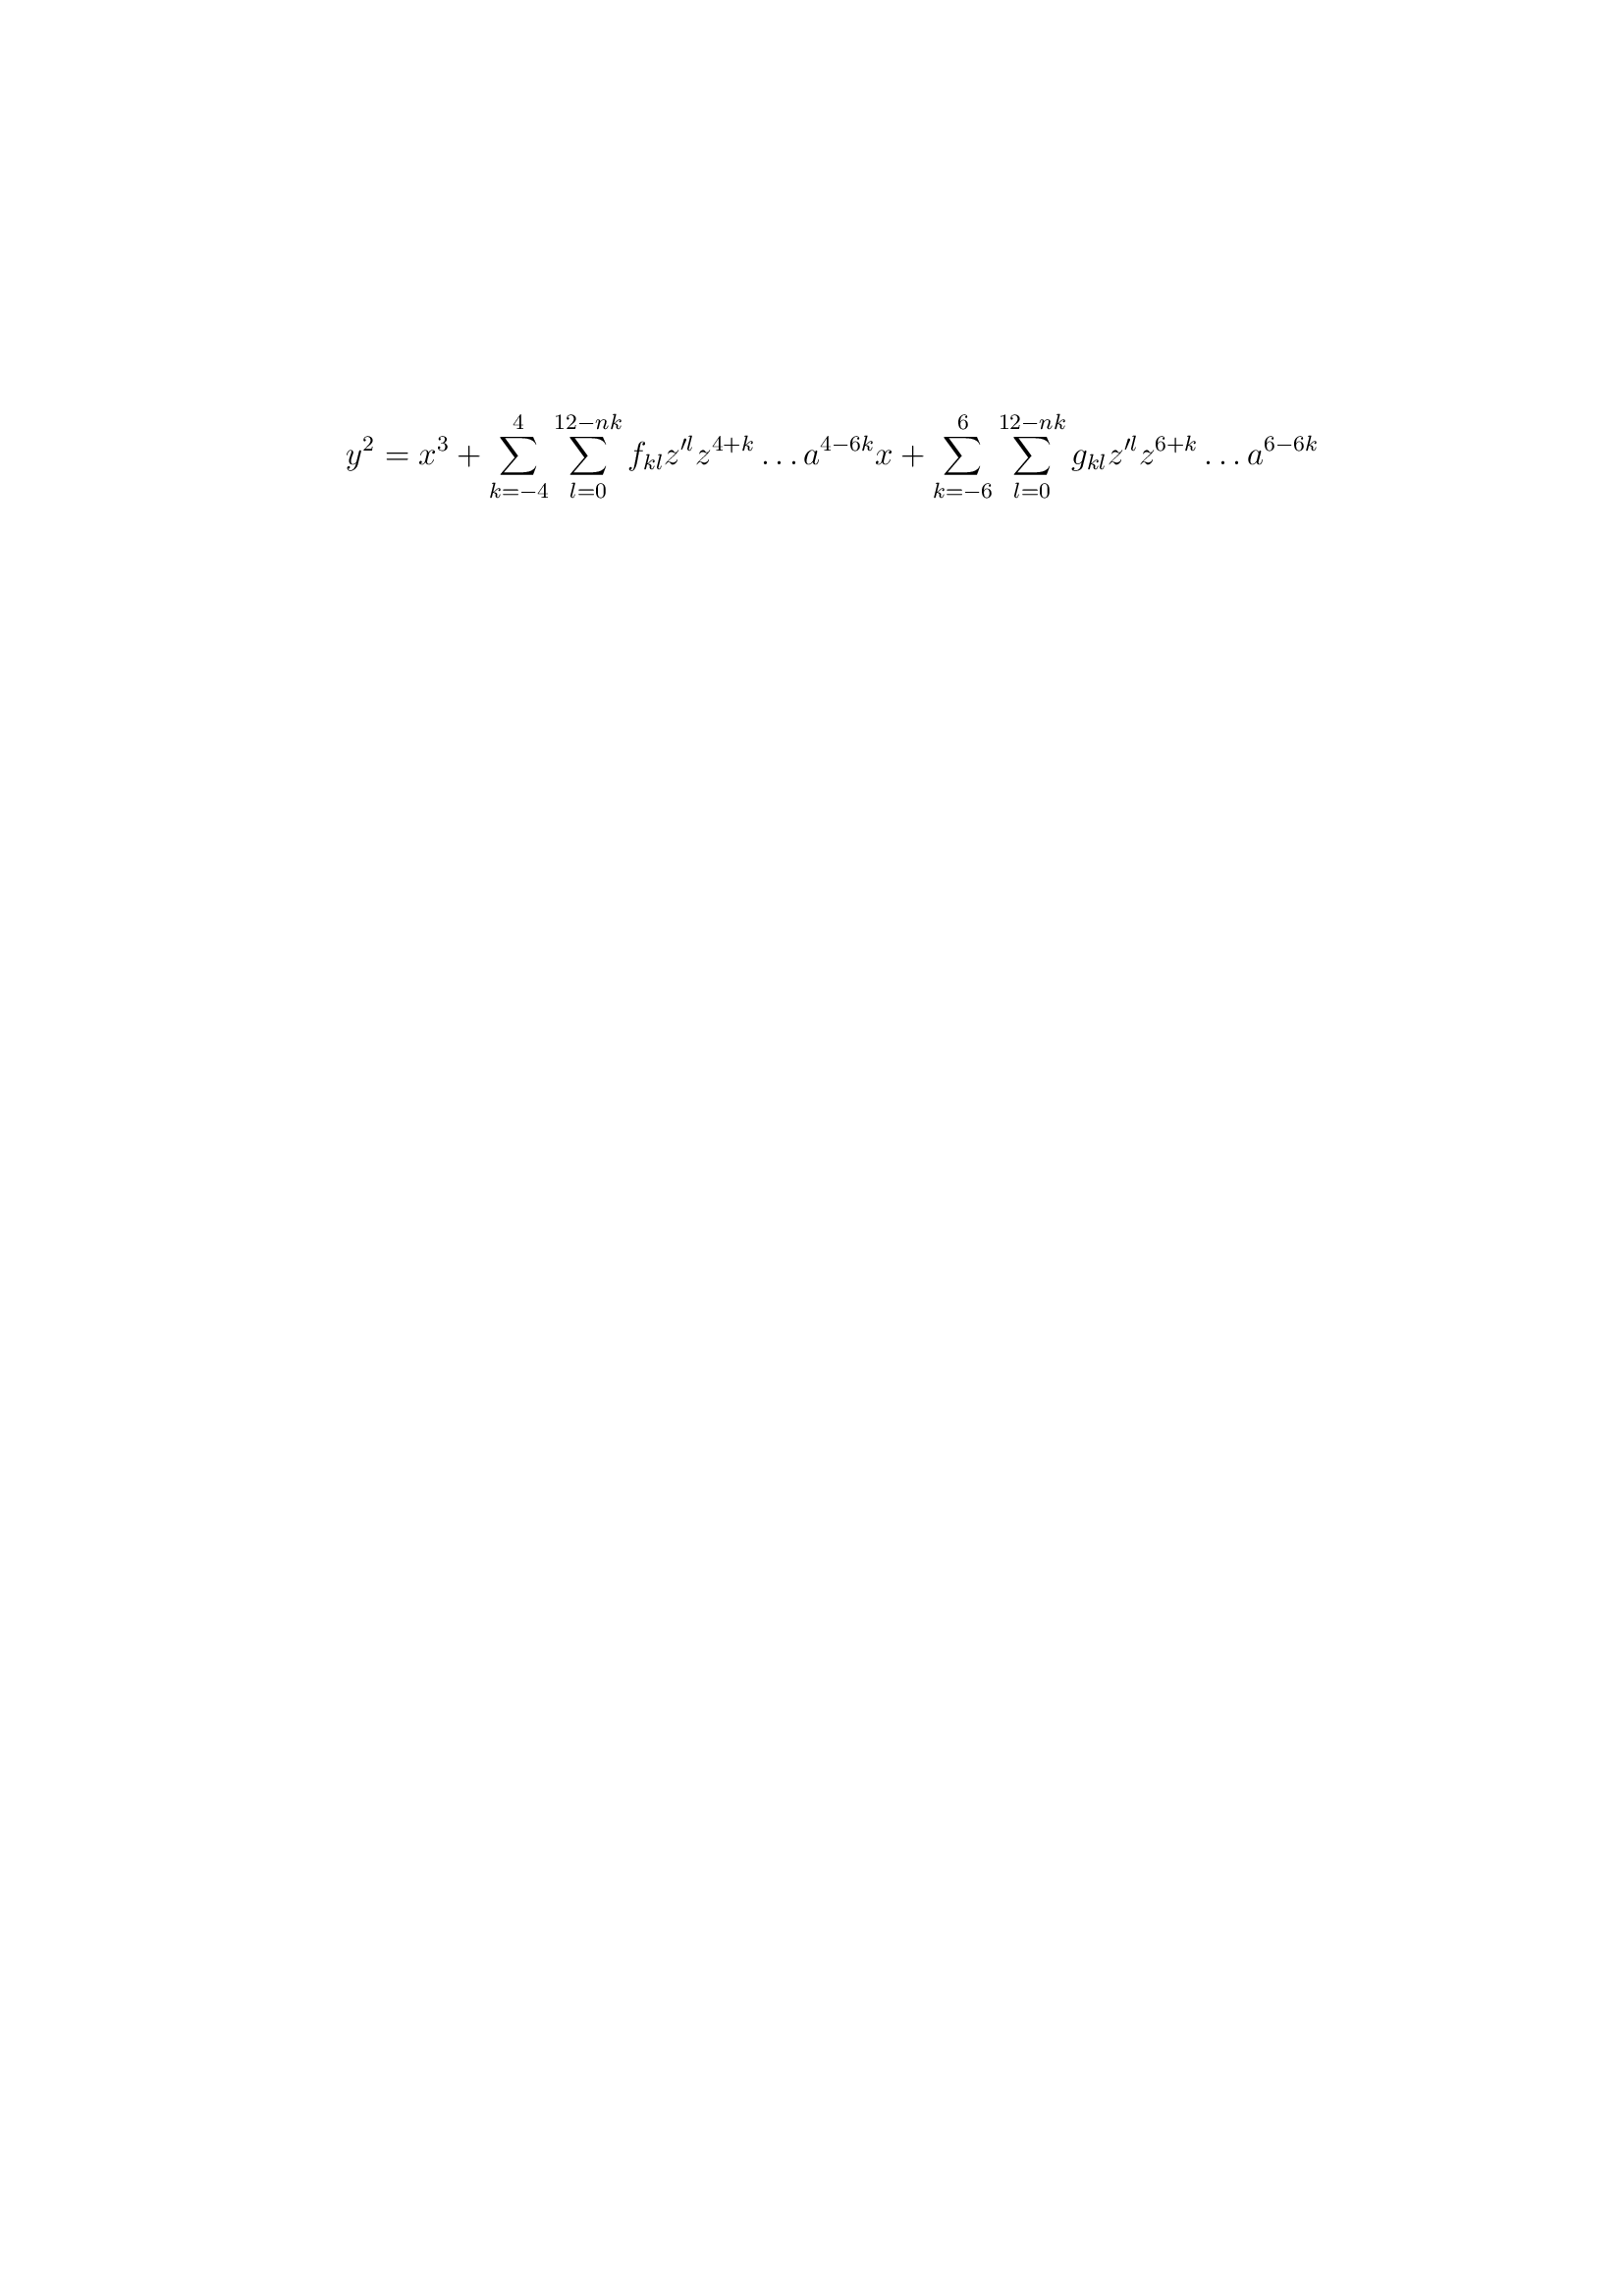 $y^2 = x^3 + \sum_{k=-4}^{4} \sum_{l=0}^{12-nk} f_{kl} z'^l z^{4+k} \ldots a^{4-6k} x + \sum_{k=-6}^{6} \sum_{l=0}^{12-nk} g_{kl} z'^l z^{6+k} \ldots a^{6-6k}$